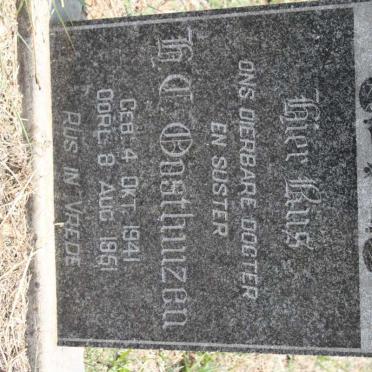 Hier Rus
ONS DIERBARE DOGTER
EN SUSTER
H C Oosthuizen
GEB. 4 OKT. 1941
OORL. 8 AUG. 1951
RUS IN VREDE